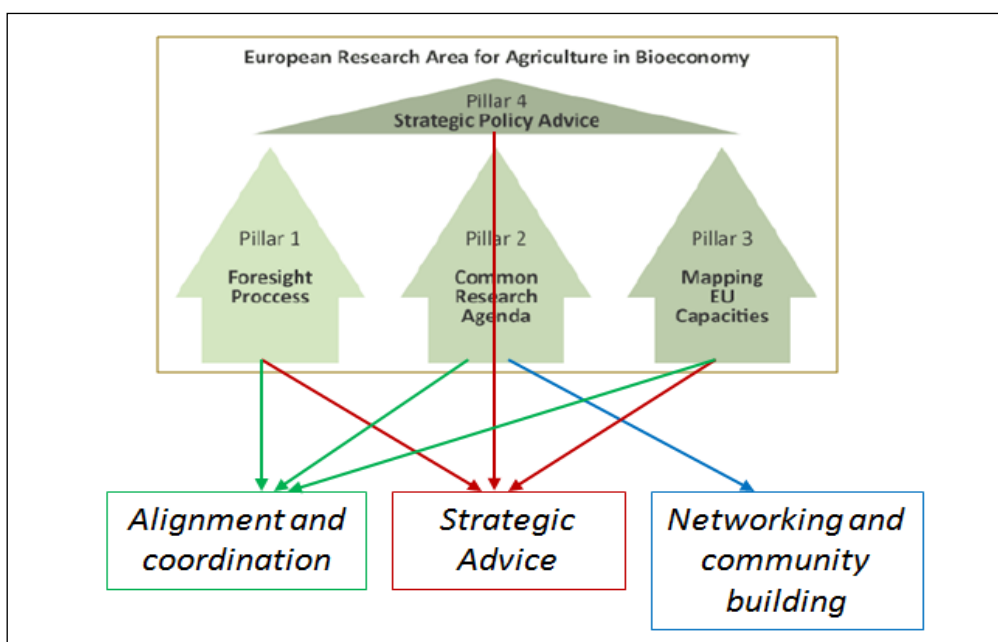 European Research Area for Agriculture in Bioeconomy
Pillar 4
Strategic Policy Advice
Pillar 1
Foresight
Proccess
Pillar 2
Common
Research
Agenda
Pillar 3
Mapping
EU
Capacities
Alignment and
coordination
Strategic
Advice
Networking and
community
building